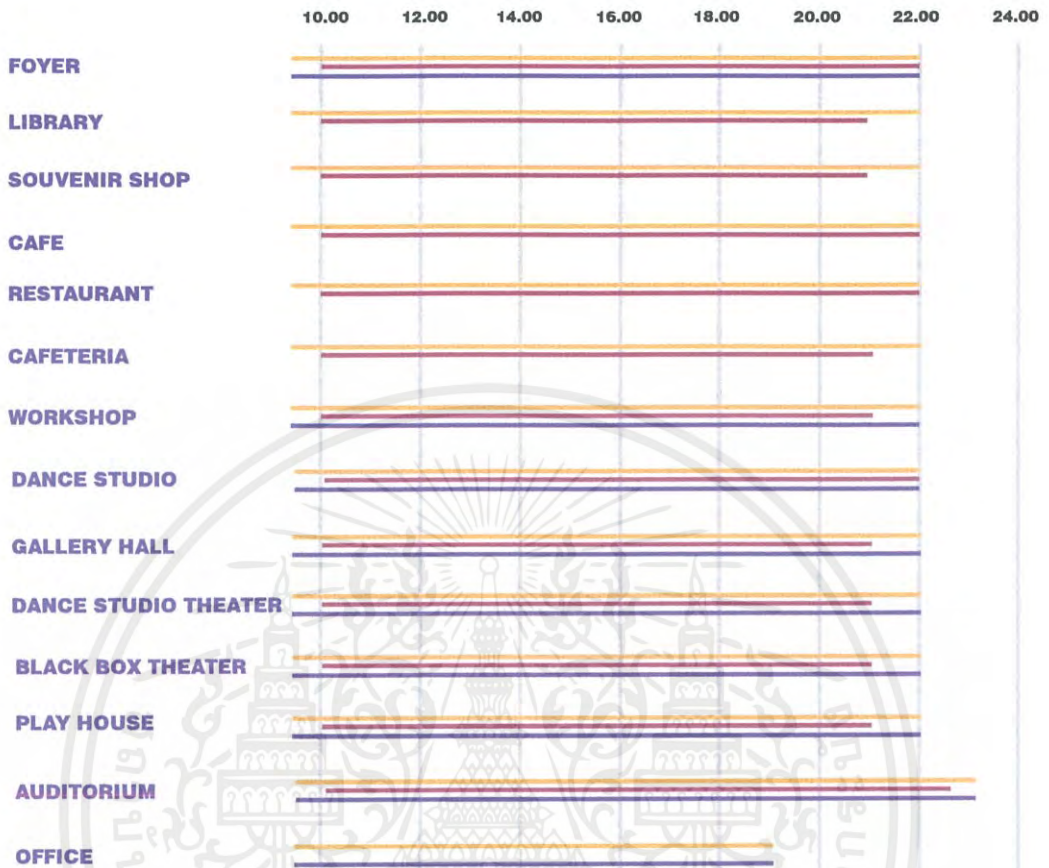 10.00 12.00 14.00 16.00 18.00 20.00 22.00 24.00
FOYER
LIBRARY
SOUVENIR SHOP
CAFE
RESTAURANT
CAFETERIA
WORKSHOP
DANCE STUDIO
GALLERY HALL
DANCE STUDIO THEATER
BLACK BOX THEATER
PLAY HOUSE
AUDITORIUM
OFFICE